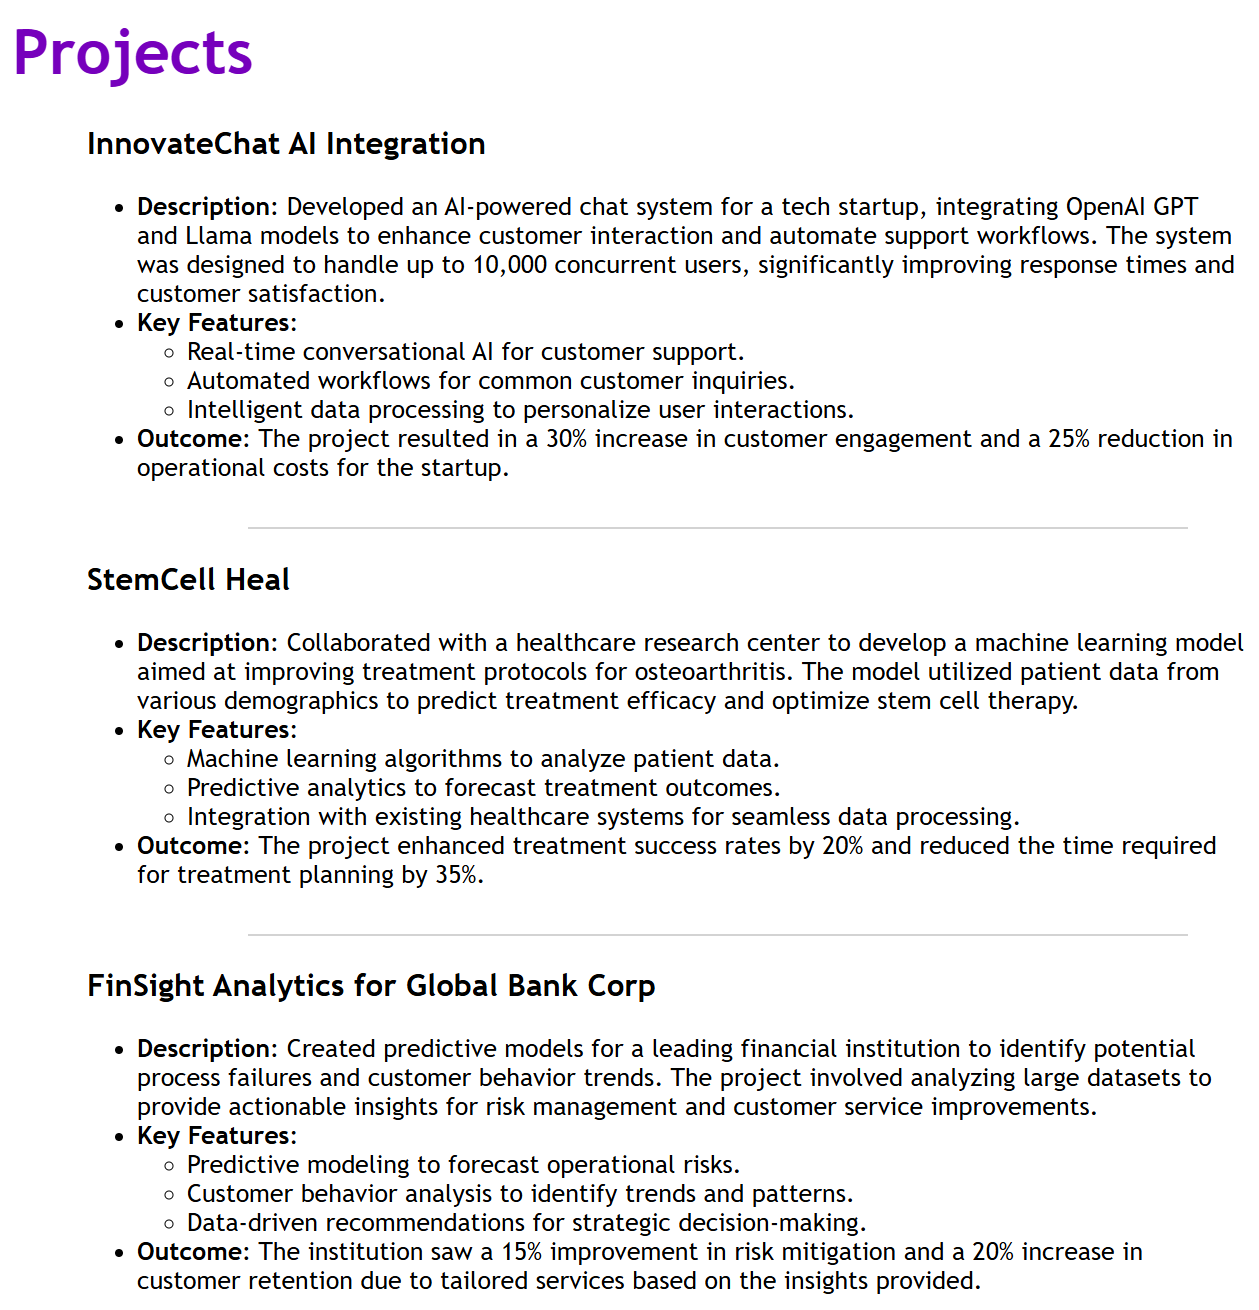 Projects
InnovateChat AI Integration
• Description: Developed an AI-powered chat system for a tech startup, integrating OpenAI GPT
and Llama models to enhance customer interaction and automate support workflows. The system
was designed to handle up to 10,000 concurrent users, significantly improving response times and
customer satisfaction.
• Key Features:
◦ Real-time conversational AI for customer support.
◦ Automated workflows for common customer inquiries.
◦ Intelligent data processing to personalize user interactions.
• Outcome: The project resulted in a 30% increase in customer engagement and a 25% reduction in
operational costs for the startup.
StemCell Heal
• Description: Collaborated with a healthcare research center to develop a machine learning model
aimed at improving treatment protocols for osteoarthritis. The model utilized patient data from
various demographics to predict treatment efficacy and optimize stem cell therapy.
• Key Features:
◦ Machine learning algorithms to analyze patient data.
◦ Predictive analytics to forecast treatment outcomes.
◦ Integration with existing healthcare systems for seamless data processing.
• Outcome: The project enhanced treatment success rates by 20% and reduced the time required
for treatment planning by 35%.
FinSight Analytics for Global Bank Corp
• Description: Created predictive models for a leading financial institution to identify potential
process failures and customer behavior trends. The project involved analyzing large datasets to
provide actionable insights for risk management and customer service improvements.
• Key Features:
◦ Predictive modeling to forecast operational risks.
◦ Customer behavior analysis to identify trends and patterns.
◦ Data-driven recommendations for strategic decision-making.
• Outcome: The institution saw a 15% improvement in risk mitigation and a 20% increase in
customer retention due to tailored services based on the insights provided.